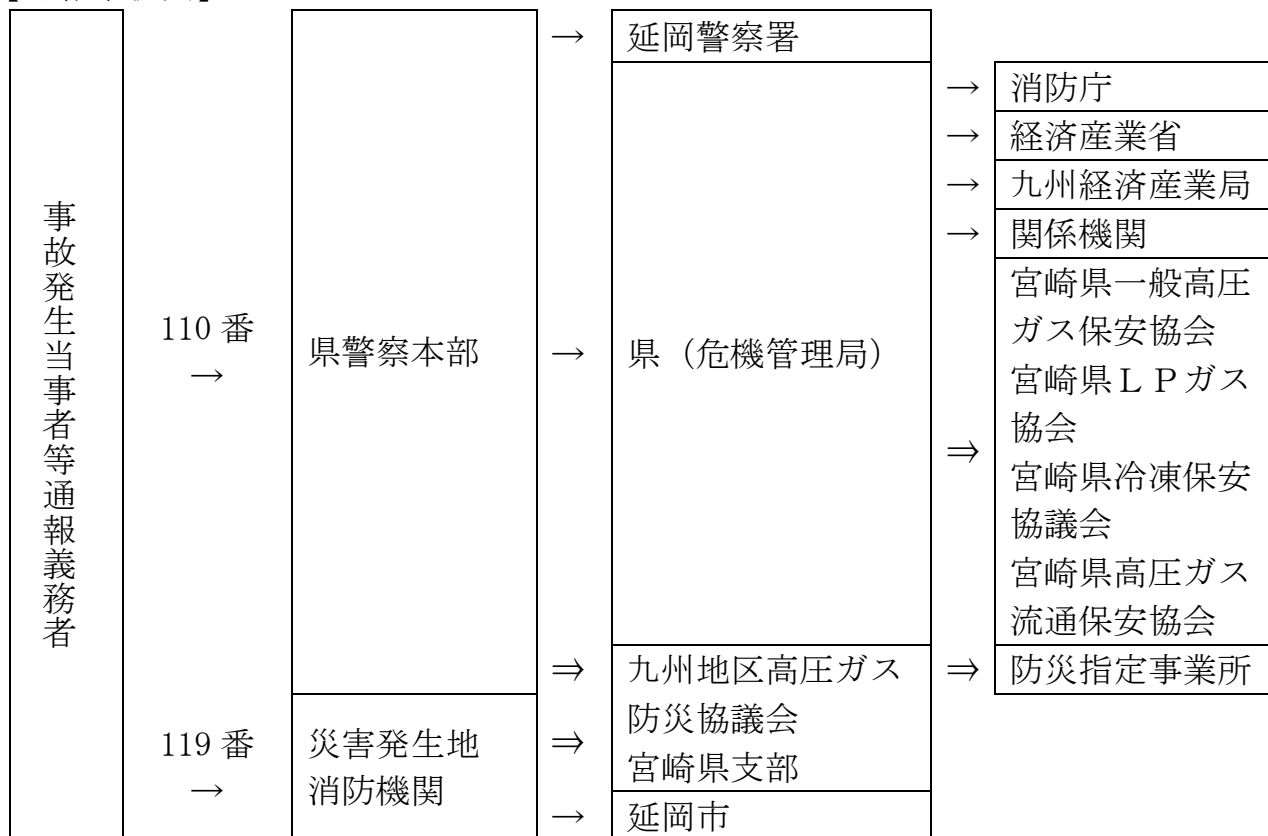 事故発生当事者等通報義務者
110 番
→
119 番
→
県警察本部
災害発生地
消防機関
→
→
⇒
⇒
→
延岡警察署
県（危機管理局）
九州地区高圧ガス
防災協議会
宮崎県支部
延岡市
→
→
→
→
⇒
⇒
消防庁
経済産業省
九州経済産業局
関係機関
宮崎県一般高圧
ガス保安協会
宮崎県ＬＰガス
協会
宮崎県冷凍保安
協議会
宮崎県高圧ガス
流通保安協会
防災指定事業所